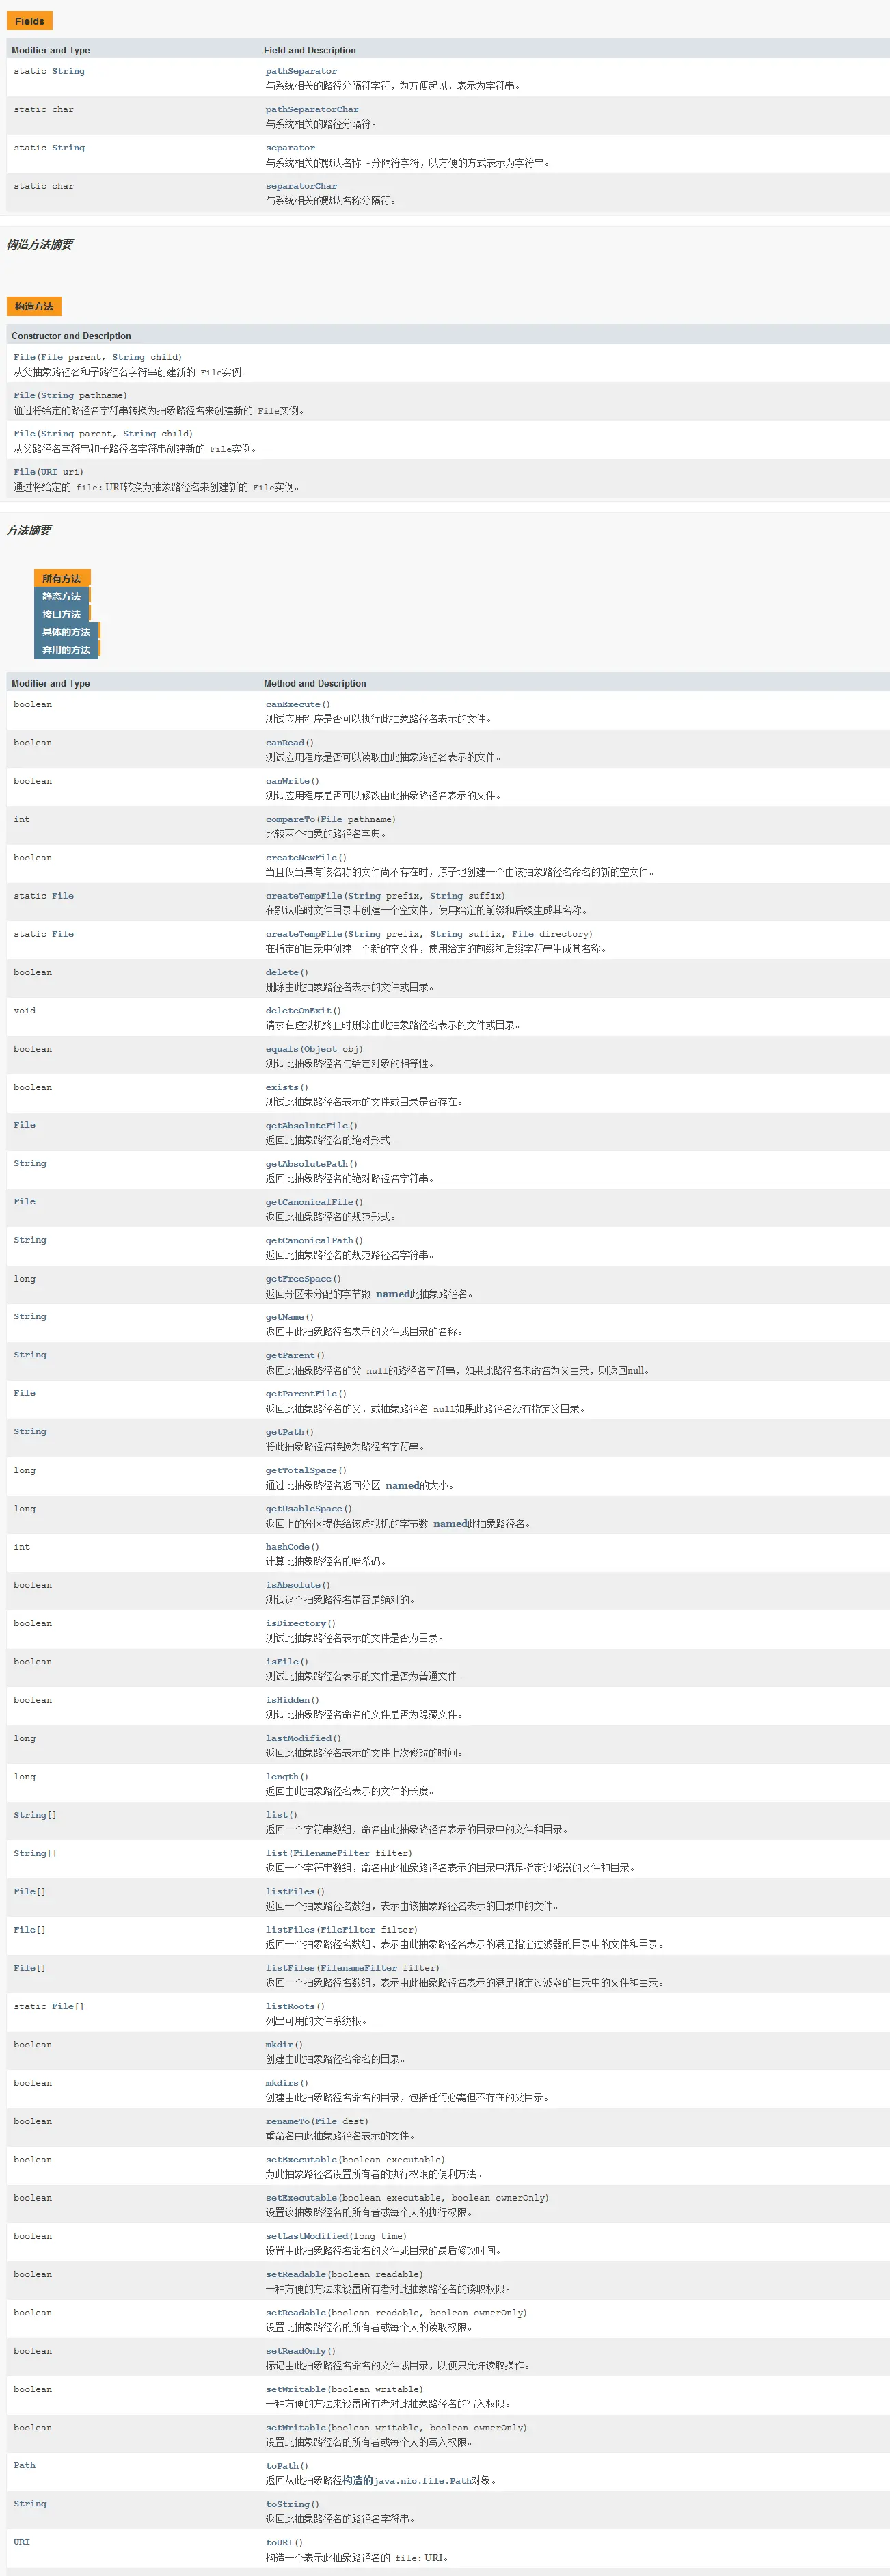 Fields
Modifier and Type Field and Description
static String pathSeparator
与系统相关的路径分隔符字符，为方便起见，表示为字符串。
static char pathSeparatorChar
与系统相关的路径分隔符。
static String separator
与系统相关的默认名称 -分隔符字符，以方便的方式表示为字符串。
static char separatorChar
与系统相关的默认名称分隔符。
构造方法摘要
构造方法
Constructor and Description
File(File parent, String child)
从父抽象路径名和子路径名字符串创建新的 File实例。
File(String pathname)
通过将给定的路径名字符串转换为抽象路径名来创建新的 File实例。
File(String parent, String child)
从父路径名字符串和子路径名字符串创建新的 File实例。
File(URI uri)
通过将给定的 file: URI转换为抽象路径名来创建新的 File实例。
方法摘要
所有方法
静态方法
接口方法
具体的方法
弃用的方法
Modifier and Type Method and Description
boolean canExecute()
测试应用程序是否可以执行此抽象路径名表示的文件。
boolean canRead()
测试应用程序是否可以读取由此抽象路径名表示的文件。
boolean canWrite()
测试应用程序是否可以修改由此抽象路径名表示的文件。
int compareTo(File pathname)
比较两个抽象的路径名字典。
boolean createNewFile()
当且仅当具有该名称的文件尚不存在时，原子地创建一个由该抽象路径名命名的新的空文件。
static File createTempFile(String prefix, String suffix)
在默认临时文件目录中创建一个空文件，使用给定的前缀和后缀生成其名称。
static File createTempFile(String prefix, String suffix, File directory)
在指定的目录中创建一个新的空文件，使用给定的前缀和后缀字符串生成其名称。
boolean delete()
删除由此抽象路径名表示的文件或目录。
void deleteOnExit()
请求在虚拟机终止时删除由此抽象路径名表示的文件或目录。
boolean equals(Object obj)
测试此抽象路径名与给定对象的相等性。
boolean exists()
测试此抽象路径名表示的文件或目录是否存在。
File getAbsoluteFile()
返回此抽象路径名的绝对形式。
String getAbsolutePath()
返回此抽象路径名的绝对路径名字符串。
File getCanonicalFile()
返回此抽象路径名的规范形式。
String getCanonicalPath()
返回此抽象路径名的规范路径名字符串。
long getFreeSpace()
返回分区未分配的字节数 named此抽象路径名。
String getName()
返回由此抽象路径名表示的文件或目录的名称。
String getParent()
返回此抽象路径名的父 null的路径名字符串，如果此路径名未命名为父目录，则返回null。
File getParentFile()
返回此抽象路径名的父，或抽象路径名 null如果此路径名没有指定父目录。
String getPath()
将此抽象路径名转换为路径名字符串。
long getTotalSpace()
通过此抽象路径名返回分区 named的大小。
long getUsableSpace()
返回上的分区提供给该虚拟机的字节数 named此抽象路径名。
int hashCode()
计算此抽象路径名的哈希码。
boolean isAbsolute()
测试这个抽象路径名是否是绝对的。
boolean isDirectory()
测试此抽象路径名表示的文件是否为目录。
boolean isFile()
测试此抽象路径名表示的文件是否为普通文件。
boolean isHidden()
测试此抽象路径名命名的文件是否为隐藏文件。
long lastModified()
返回此抽象路径名表示的文件上次修改的时间。
long length()
返回由此抽象路径名表示的文件的长度。
String[] list()
返回一个字符串数组，命名由此抽象路径名表示的目录中的文件和目录。
String[] list(FilenameFilter filter)
返回一个字符串数组，命名由此抽象路径名表示的目录中满足指定过滤器的文件和目录。
File[] listFiles()
返回一个抽象路径名数组，表示由该抽象路径名表示的目录中的文件。
File[] listFiles(FileFilter filter)
返回一个抽象路径名数组，表示由此抽象路径名表示的满足指定过滤器的目录中的文件和目录。
File[] listFiles(FilenameFilter filter)
返回一个抽象路径名数组，表示由此抽象路径名表示的满足指定过滤器的目录中的文件和目录。
static File[] listRoots()
列出可用的文件系统根。
boolean mkdir()
创建由此抽象路径名命名的目录。
boolean mkdirs()
创建由此抽象路径名命名的目录，包括任何必需但不存在的父目录。
boolean renameTo(File dest)
重命名由此抽象路径名表示的文件。
boolean setExecutable(boolean executable)
为此抽象路径名设置所有者的执行权限的便利方法。
boolean setExecutable(boolean executable, boolean ownerOnly)
设置该抽象路径名的所有者或每个人的执行权限。
boolean setLastModified(long time)
设置由此抽象路径名命名的文件或目录的最后修改时间。
boolean setReadable(boolean readable)
一种方便的方法来设置所有者对此抽象路径名的读取权限。
boolean setReadable(boolean readable, boolean ownerOnly)
设置此抽象路径名的所有者或每个人的读取权限。
boolean setReadOnly()
标记由此抽象路径名命名的文件或目录，以便只允许读取操作。
boolean setWritable(boolean writable)
一种方便的方法来设置所有者对此抽象路径名的写入权限。
boolean setWritable(boolean writable, boolean ownerOnly)
设置此抽象路径名的所有者或每个人的写入权限。
Path toPath()
返回从此抽象路径构造的java.nio.file.Path对象。
String toString()
返回此抽象路径名的路径名字符串。
URI toURI()
构造一个表示此抽象路径名的 file: URI。